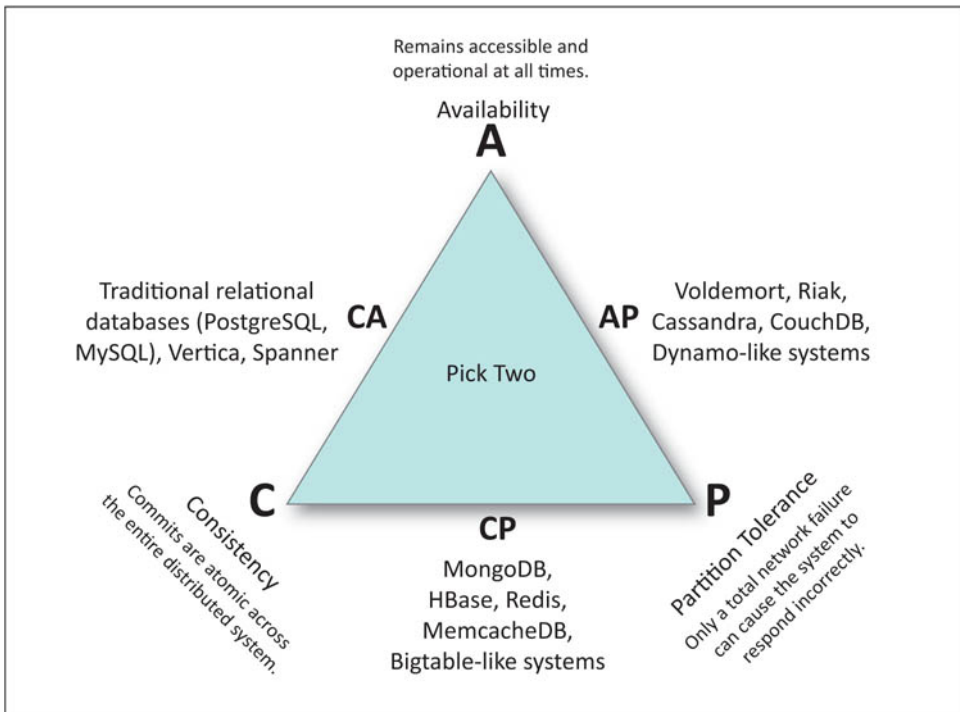 Remains accessible and
operational at all times.
Availability
A
Traditional relational
databases (PostgreSQL,
MySQL), Vertica, Spanner
CA
AP
Voldemort, Riak,
Cassandra, CouchDB,
Dynamo-like systems
Pick Two
C
Consistency
Commits are atomic across
the entire distributed system.
CP
MongoDB,
HBase, Redis,
MemcacheDB,
Bigtable-like systems
P
Partition Tolerance
Only a total network failure
can cause the system to
respond incorrectly.